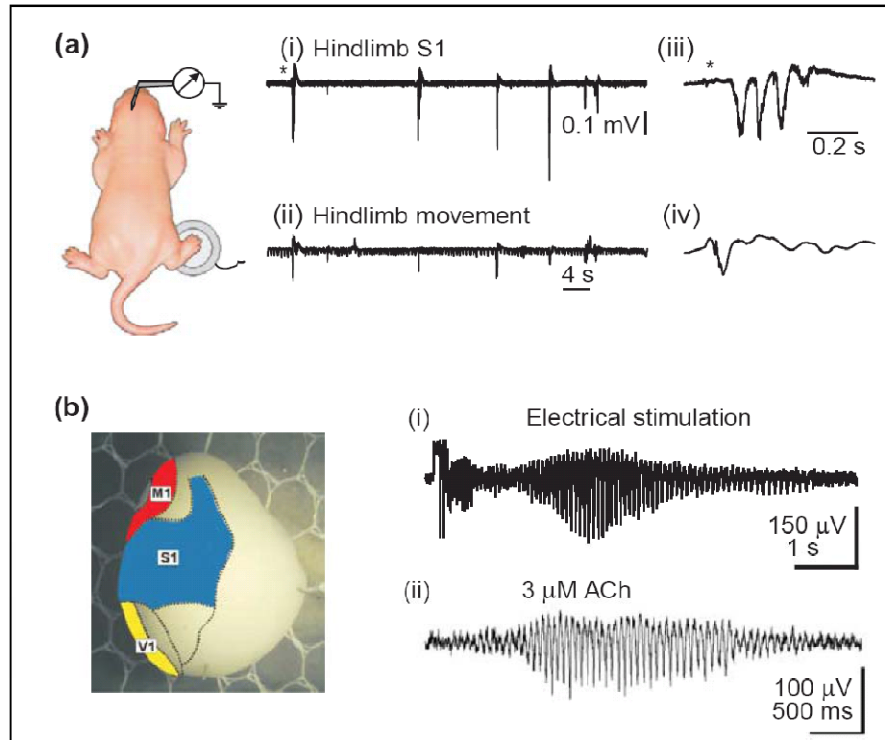 (a)
(i) Hindlimb S1
*
0.1 mV
(iii)
*
0.2 s
(ii) Hindlimb movement
4 s
(iv)
(b)
M1
S1
V1
(i) Electrical stimulation
150 μV
1 s
(ii) 3 μM ACh
100 μV
500 ms